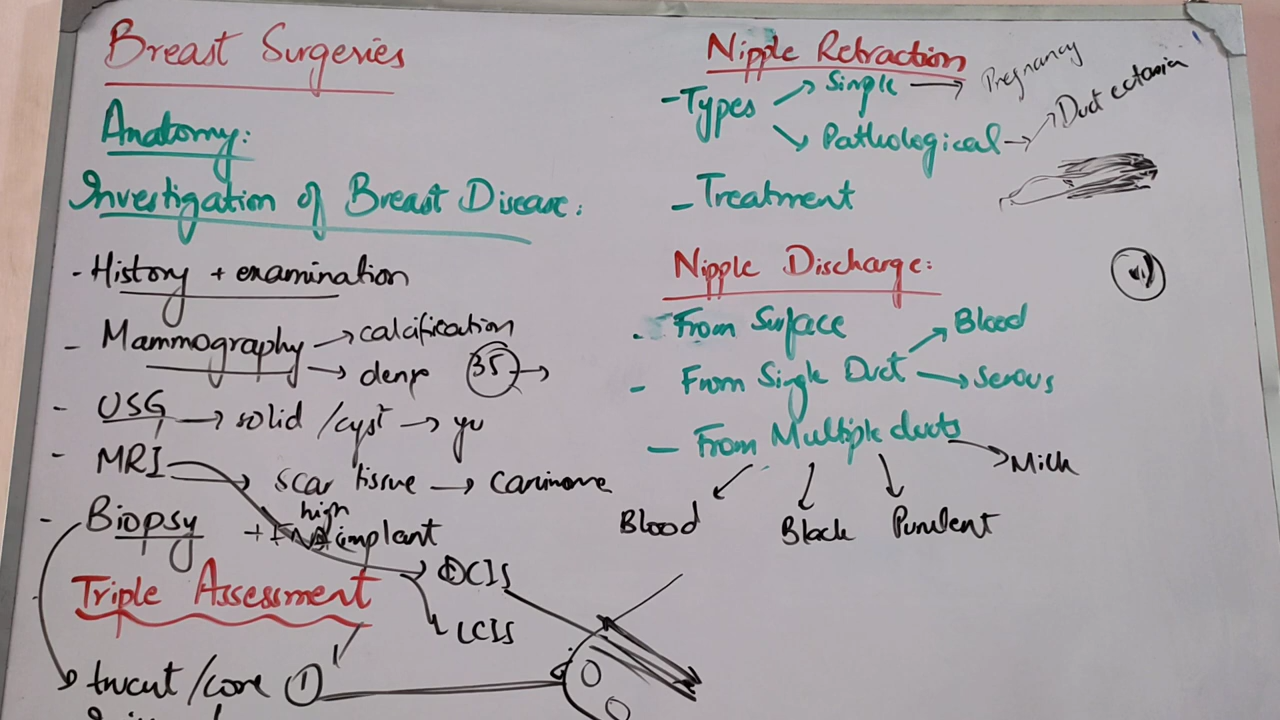 Breast Surgeries
Anatomy:
Investigation of Breast Disease:
- History + examination
- Mammography → calcification
→ dense 35 →
- USG → solid / cyst → yu
- MRI → scar tissue → Carcinoma
high
- Biopsy + implant
DCIS
LCIS
Triple Assessment
trucut / core 1
Nipple Retraction
- Types → Simple → Pregnancy
→ Pathological → Duct ectasia
- Treatment
Nipple Discharge:
- From Surface
- From Single Duct → Blood
→ Serous
- From Multiple ducts → Milk
Blood Black Purulent